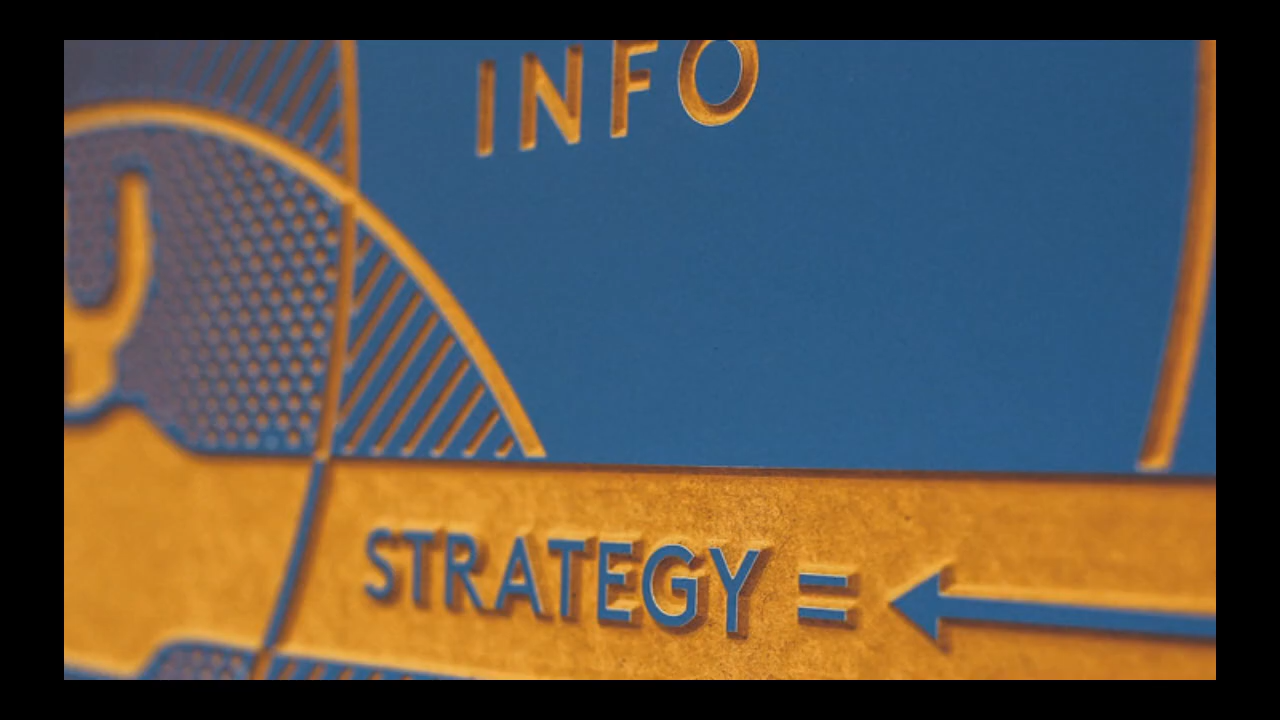 INFO
STRATEGY =